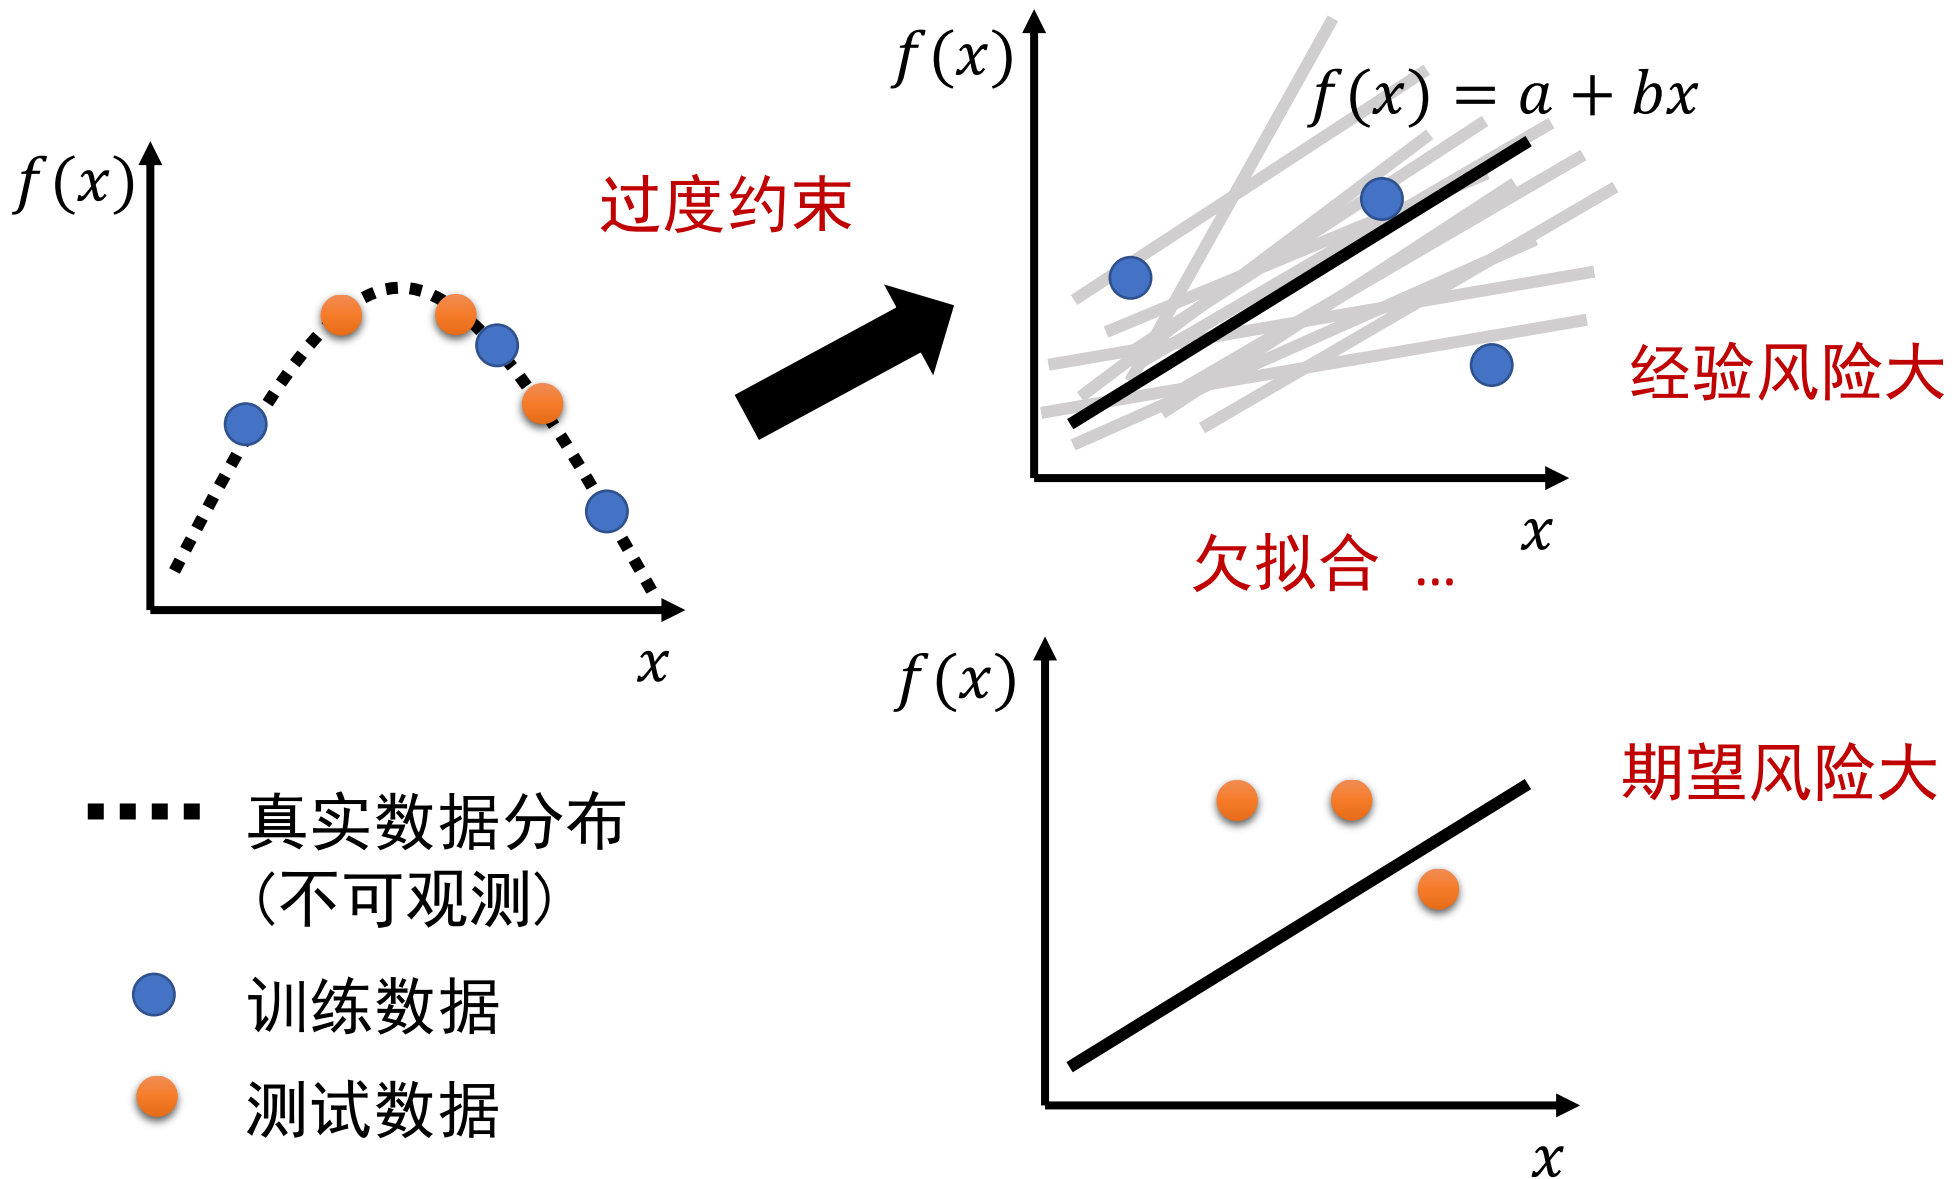 f(x)
x
过度约束
f(x)
f(x) = a + bx
经验风险大
x
欠拟合 ...
f(x)
期望风险大
x
真实数据分布
（不可观测）
训练数据
测试数据